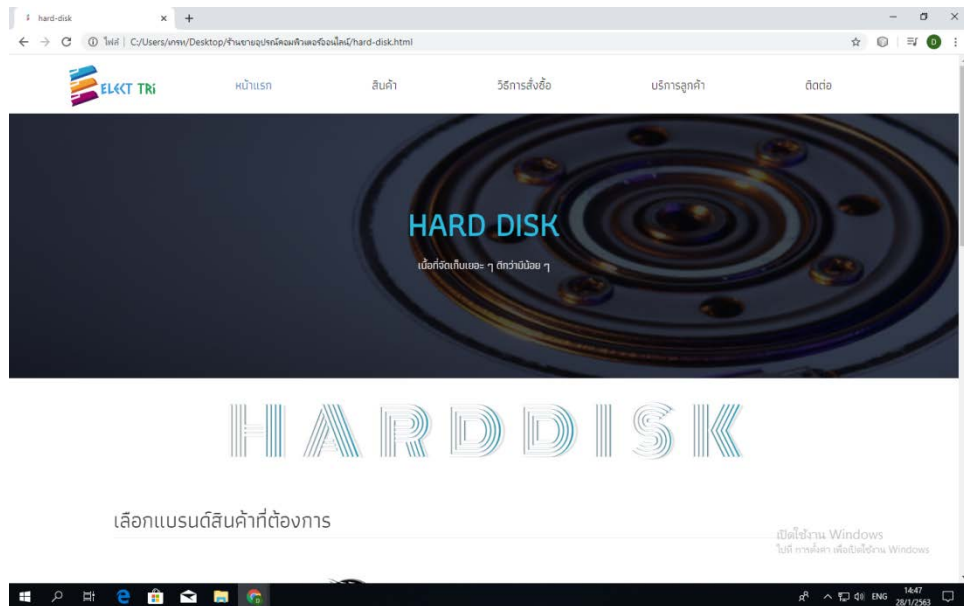 hard-disk
ไฟล์ | C:/Users/เกรท/Desktop/ร้านขายอุปรณ์คอมพิวเตอร์ออนไลน์/hard-disk.html
ELECT TRi
หน้าแรก สินค้า วิธีการสั่งซื้อ บริการลูกค้า ติดต่อ
HARD DISK
เนื้อที่จัดเก็บเยอะ ๆ ดีกว่ามีน้อย ๆ
HARDDISK
เลือกแบรนด์สินค้าที่ต้องการ
เปิดใช้งาน Windows
ไปที่ การตั้งค่า เพื่อเปิดใช้งาน Windows
ENG
14:47
28/1/2563